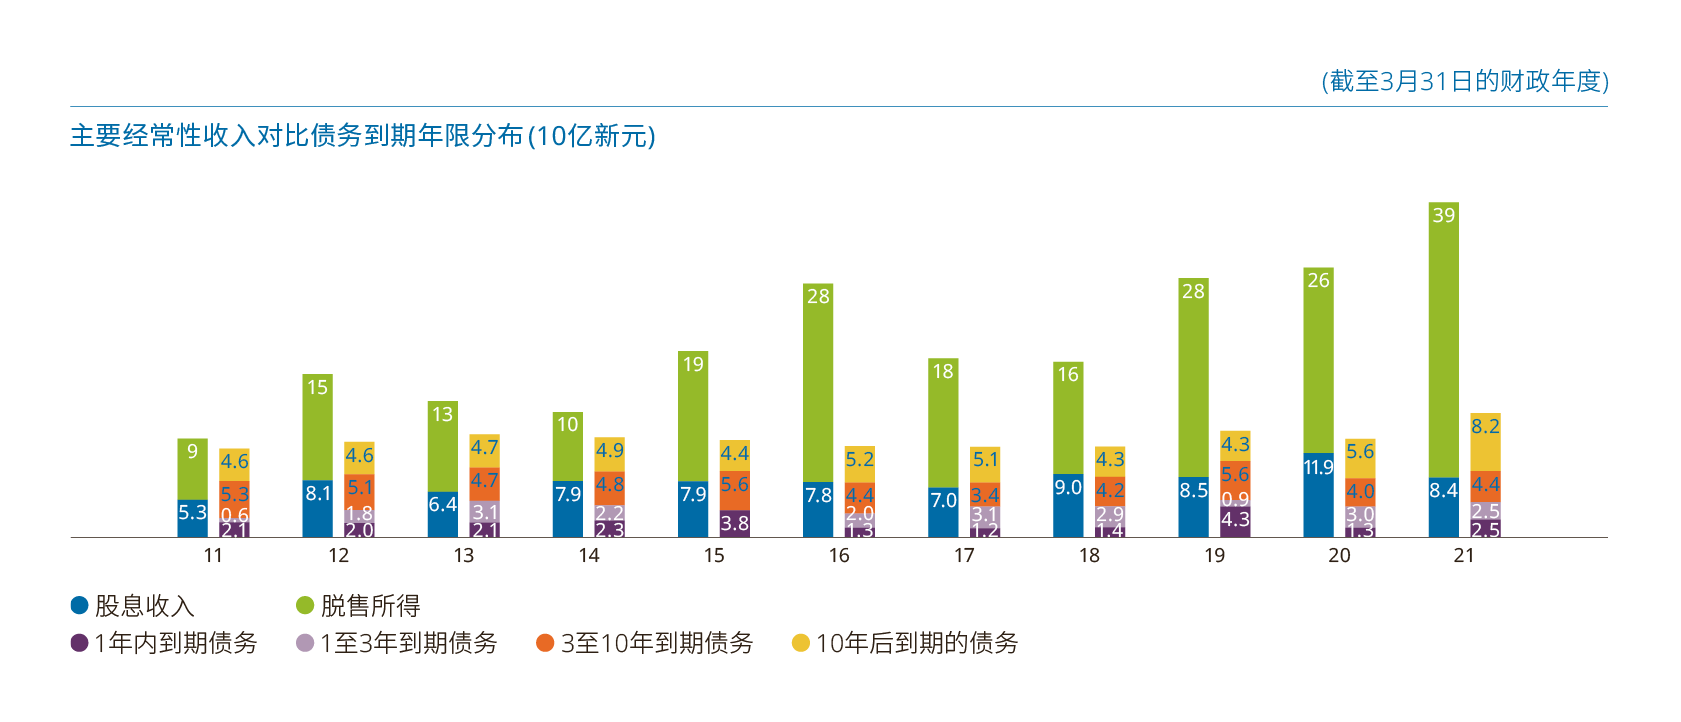 (截至3月31日的财政年度)
主要经常性收入对比债务到期年限分布(10亿新元)
39
28 28 26
15 19 18 16
9 13 10 8.2
4.6 4.6 4.7 4.9 4.4 5.2 5.1 4.3 4.3 5.6
5.3 5.3 8.1 5.1 6.4 4.7 7.9 4.8 7.9 5.6 7.8 4.4 7.0 3.4 9.0 4.2 8.5 5.6 11.9 4.0 8.4 4.4
0.6 1.8 3.1 2.2 2.0 3.1 2.9 0.9 3.0 2.5
2.1 2.0 2.1 2.3 3.8 1.3 1.2 1.4 4.3 1.3 2.5
11 12 13 14 15 16 17 18 19 20 21
股息收入 脱售所得
1年内到期债务 1至3年到期债务 3至10年到期债务 10年后到期的债务